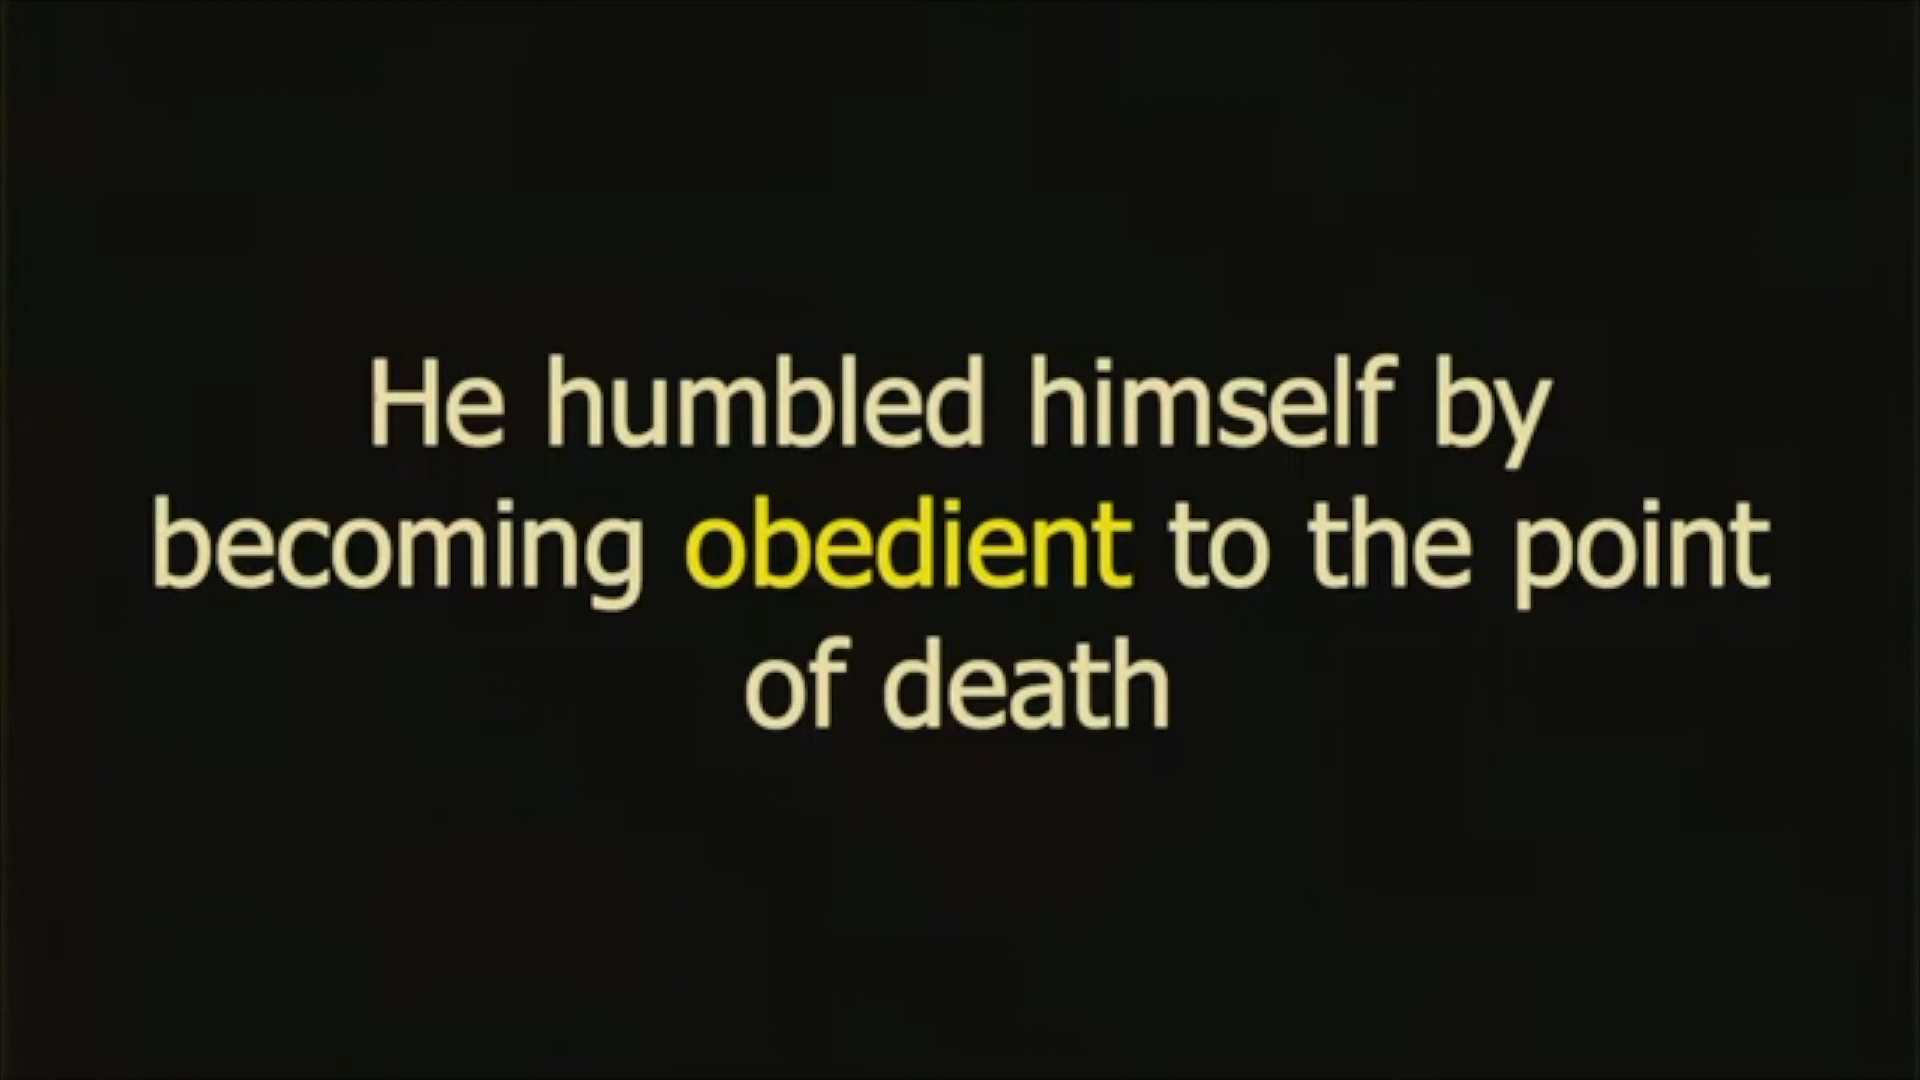 He humbled himself by
becoming obedient to the point
of death